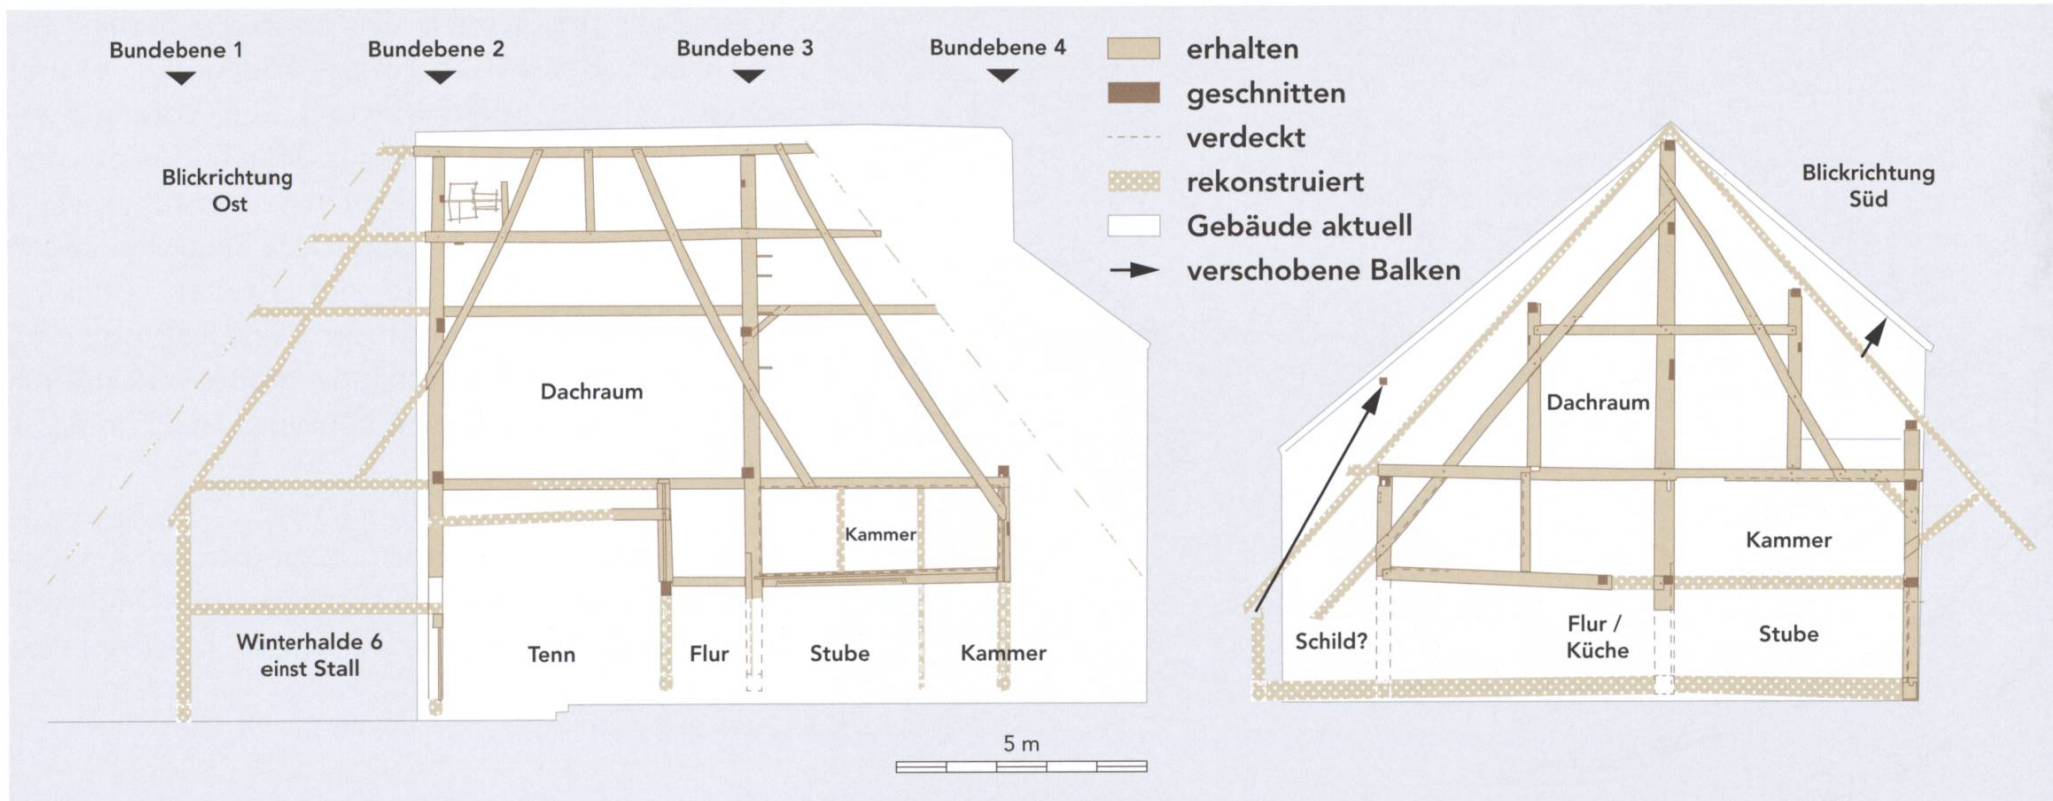 Bundebene 1
Bundebene 2
Bundebene 3
Bundebene 4
Blickrichtung
Ost
erhalten
geschnitten
verdeckt
rekonstruiert
Gebäude aktuell
verschobene Balken
Blickrichtung
Süd
Dachraum
Kammer
Winterhalde 6
einst Stall
Tenn
Flur
Stube
Kammer
5 m
Dachraum
Kammer
Schild?
Flur /
Küche
Stube